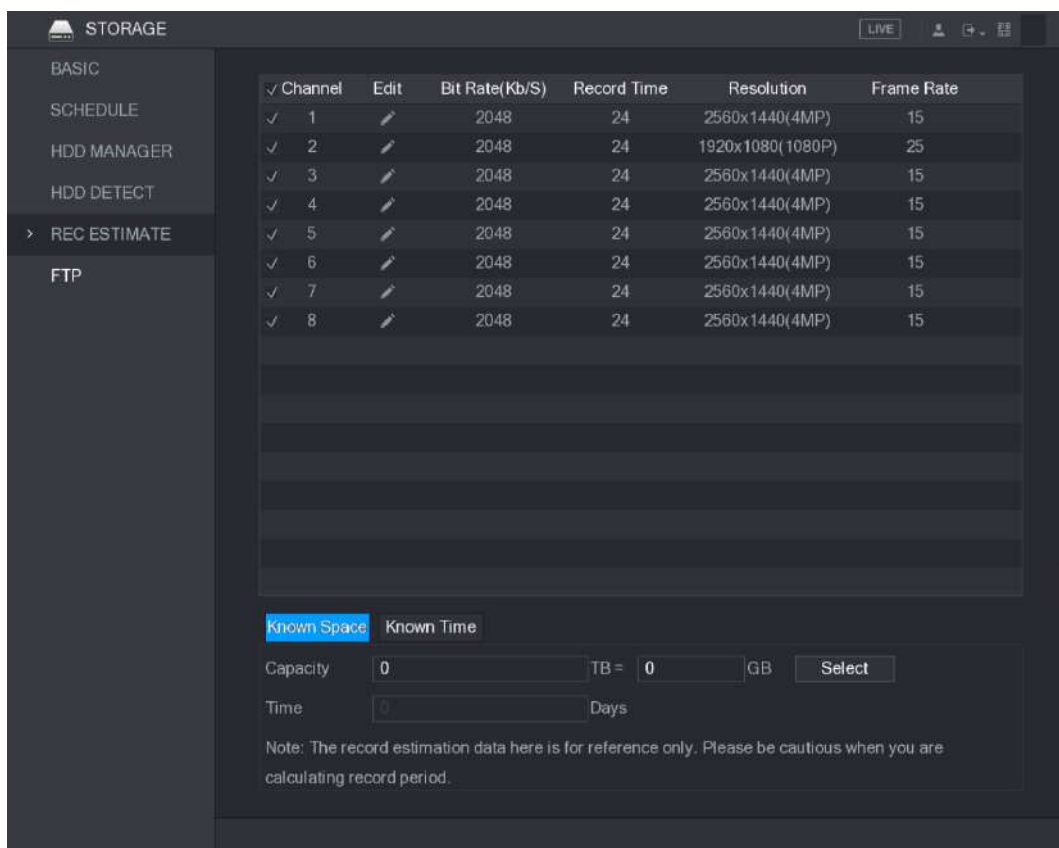 STORAGE
LIVE
BASIC
SCHEDULE
HDD MANAGER
HDD DETECT
> REC ESTIMATE
FTP
Channel Edit Bit Rate(Kb/S) Record Time Resolution Frame Rate
1 2048 24 2560x1440(4MP) 15
2 2048 24 1920x1080(1080P) 25
3 2048 24 2560x1440(4MP) 15
4 2048 24 2560x1440(4MP) 15
5 2048 24 2560x1440(4MP) 15
6 2048 24 2560x1440(4MP) 15
7 2048 24 2560x1440(4MP) 15
8 2048 24 2560x1440(4MP) 15
Known Space Known Time
Capacity 0 TB = 0 GB Select
Time 0 Days
Note: The record estimation data here is for reference only. Please be cautious when you are
calculating record period.